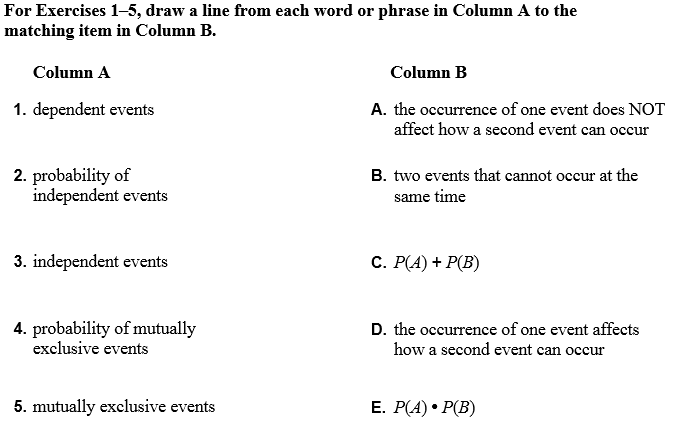 For Exercises 1–5, draw a line from each word or phrase in Column A to the
matching item in Column B.
Column A
Column B
1. dependent events
A. the occurrence of one event does NOT
affect how a second event can occur
2. probability of
independent events
B. two events that cannot occur at the
same time
3. independent events
C. P(A) + P(B)
4. probability of mutually
exclusive events
D. the occurrence of one event affects
how a second event can occur
5. mutually exclusive events
E. P(A) • P(B)